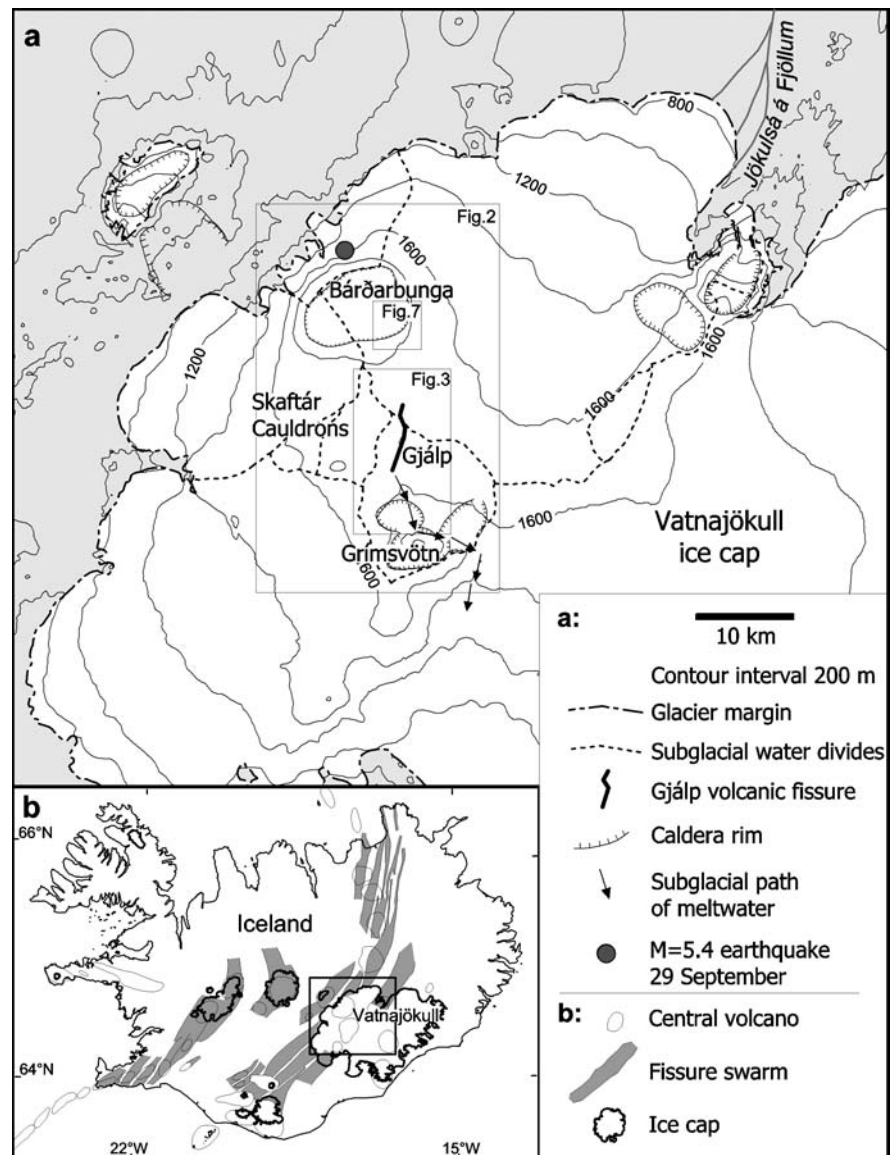 a
Jökulsá á Fjöllum
800
1200
Fig.2
1600
Bárðarbunga
Fig.7
1600
1200
Fig.3
1600
Skaftár
Cauldrons
Gjálp
1600
Vatnajökull
ice cap
Grímsvötn
1600
a:
10 km
Contour interval 200 m
Glacier margin
Subglacial water divides
Gjálp volcanic fissure
Caldera rim
Subglacial path
of meltwater
M=5.4 earthquake
29 September
b:
Central volcano
Fissure swarm
Ice cap
b
66°N
Iceland
Vatnajökull
64°N
22°W
15°W